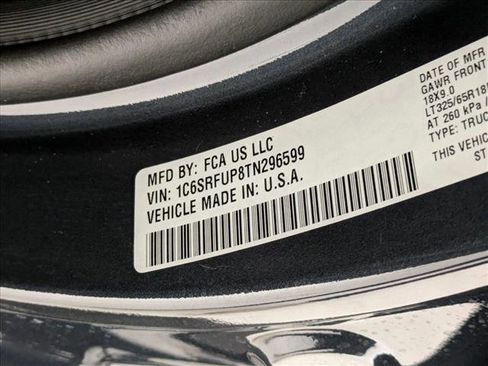 MFD BY: FCA US LLC
VIN: 1C6SRFUP8TN296599
VEHICLE MADE IN U.S.A.
DATE OF MFR
GAWR FRONT
18X9.0
LT325/65R18
AT 260 kPa /
TYPE: TRUC
THIS VEHIC
ST